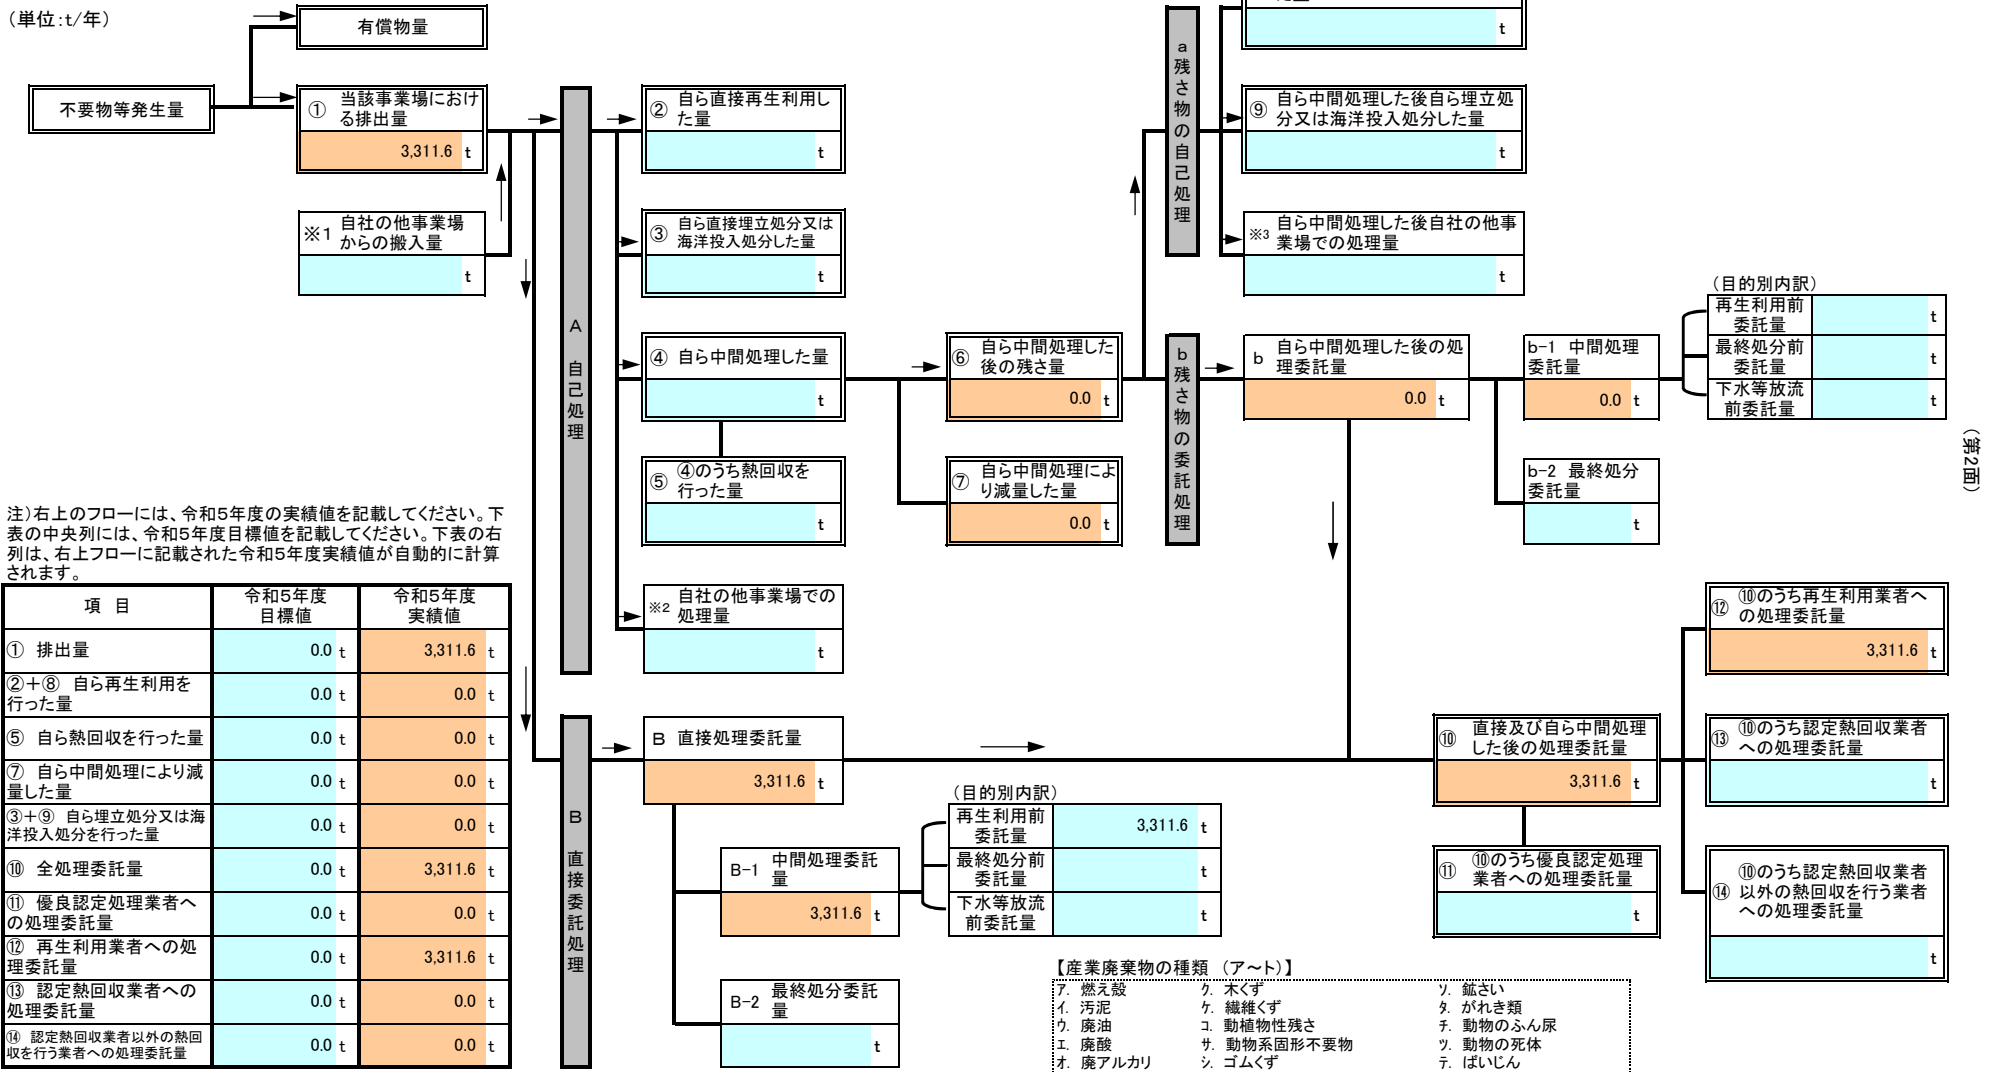 （単位:t/年）
有償物量
不要物等発生量
① 当該事業場におけ
る排出量
3,311.6 t
※1 自社の他事業場
からの搬入量
t
A 自己処理
② 自ら直接再生利用し
た量
t
③ 自ら直接埋立処分又は
海洋投入処分した量
t
④ 自ら中間処理した量
t
⑤ ④のうち熱回収を
行った量
t
※2 自社の他事業場での
処理量
t
⑥ 自ら中間処理した
後の残さ量
0.0 t
⑦ 自ら中間処理によ
り減量した量
0.0 t
a 残さ物の自己処理
t
⑨ 自ら中間処理した後自ら埋立処
分又は海洋投入処分した量
t
※3 自ら中間処理した後自社の他事
業場での処理量
t
b 残さ物の委託処理
b 自ら中間処理した後の処
理委託量
0.0 t
b-1 中間処理
委託量
0.0 t
b-2 最終処分
委託量
t
（目的別内訳）
再生利用前
委託量
t
最終処分前
委託量
t
下水等放流
前委託量
t
（第2面）
注）右上のフローには、令和5年度の実績値を記載してください。下
表の中央列には、令和5年度目標値を記載してください。下表の右
列は、右上フローに記載された令和5年度実績値が自動的に計算
されます。
項 目 令和5年度
目標値 令和5年度
実績値
① 排出量 0.0 t 3,311.6 t
②+⑧ 自ら再生利用を
行った量 0.0 t 0.0 t
⑤ 自ら熱回収を行った量 0.0 t 0.0 t
⑦ 自ら中間処理により減
量した量 0.0 t 0.0 t
③+⑨ 自ら埋立処分又は海
洋投入処分を行った量 0.0 t 0.0 t
⑩ 全処理委託量 0.0 t 3,311.6 t
⑪ 優良認定処理業者へ
の処理委託量 0.0 t 0.0 t
⑫ 再生利用業者への処
理委託量 0.0 t 3,311.6 t
⑬ 認定熱回収業者への
処理委託量 0.0 t 0.0 t
⑭ 認定熱回収業者以外の熱回
収を行う業者への処理委託量 0.0 t 0.0 t
B 直接委託処理
B 直接処理委託量
3,311.6 t
B-1 中間処理委託
量
3,311.6 t
B-2 最終処分委託
量
t
（目的別内訳）
再生利用前
委託量
3,311.6 t
最終処分前
委託量
t
下水等放流
前委託量
t
⑩ 直接及び自ら中間処理
した後の処理委託量
3,311.6 t
⑪ ⑩のうち優良認定処理
業者への処理委託量
t
⑫ ⑩のうち再生利用業者へ
の処理委託量
3,311.6 t
⑬ ⑩のうち認定熱回収業者
への処理委託量
t
⑭ ⑩のうち認定熱回収業者
以外の熱回収を行う業者
への処理委託量
t
【産業廃棄物の種類 （ア～ト）】
ア. 燃え殻 ク. 木くず ソ. 鉱さい
イ. 汚泥 ケ. 繊維くず タ. がれき類
ウ. 廃油 コ. 動植物性残さ チ. 動物のふん尿
エ. 廃酸 サ. 動物系固形不要物 ツ. 動物の死体
オ. 廃アルカリ シ. ゴムくず テ. ばいじん